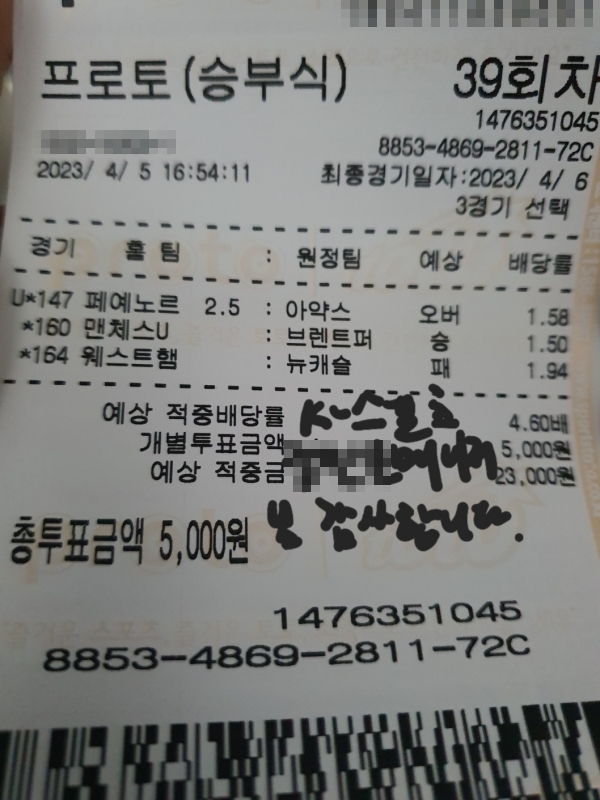 프로토(승부식) 39회차
1476351045
8853-4869-2811-72C
2023/ 4/ 5 16:54:11 최종경기일자:2023/ 4/ 6
3경기 선택
경기 홈 팀 : 원정팀 예상 배당률
U*147 페예노르 2.5 : 아약스 오버 1.58
*160 맨체스U : 브렌트퍼 승 1.50
*164 웨스트햄 : 뉴캐슬 패 1.94
예상 적중배당률 4.60배
개별투표금액 5,000원
예상 적중금 23,000원
총투표금액 5,000원
감사합니다.
1476351045
8853-4869-2811-72C